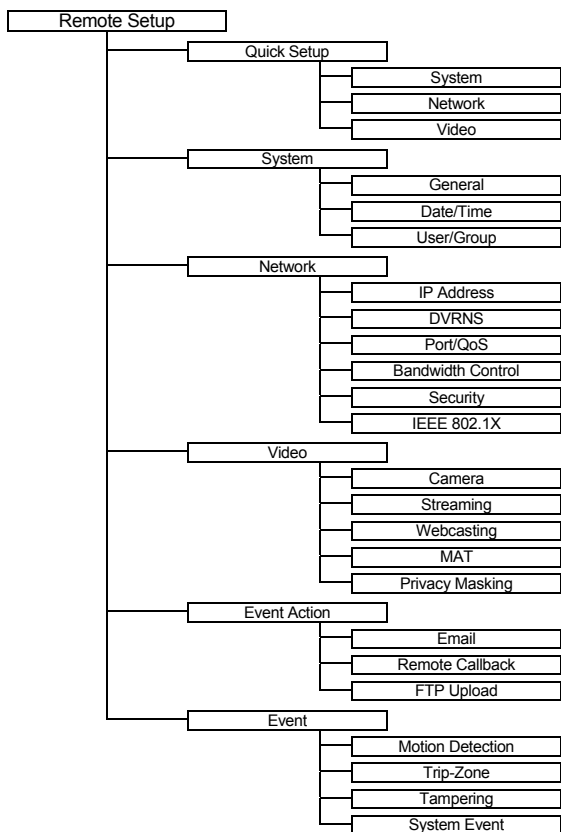 Remote Setup
Quick Setup
System
Network
Video
System
General
Date/Time
User/Group
Network
IP Address
DVRNS
Port/QoS
Bandwidth Control
Security
IEEE 802.1X
Video
Camera
Streaming
Webcasting
MAT
Privacy Masking
Event Action
Email
Remote Callback
FTP Upload
Event
Motion Detection
Trip-Zone
Tampering
System Event